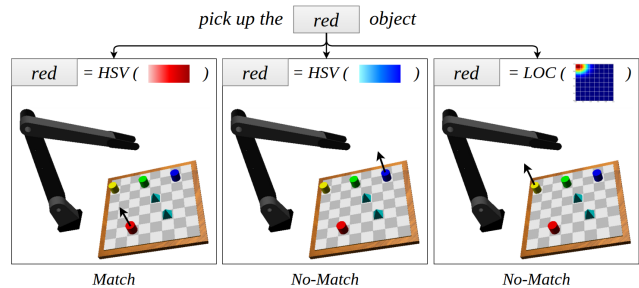 pick up the red object
red = HSV ( )
red = HSV ( )
red = LOC ( )
Match
No-Match
No-Match